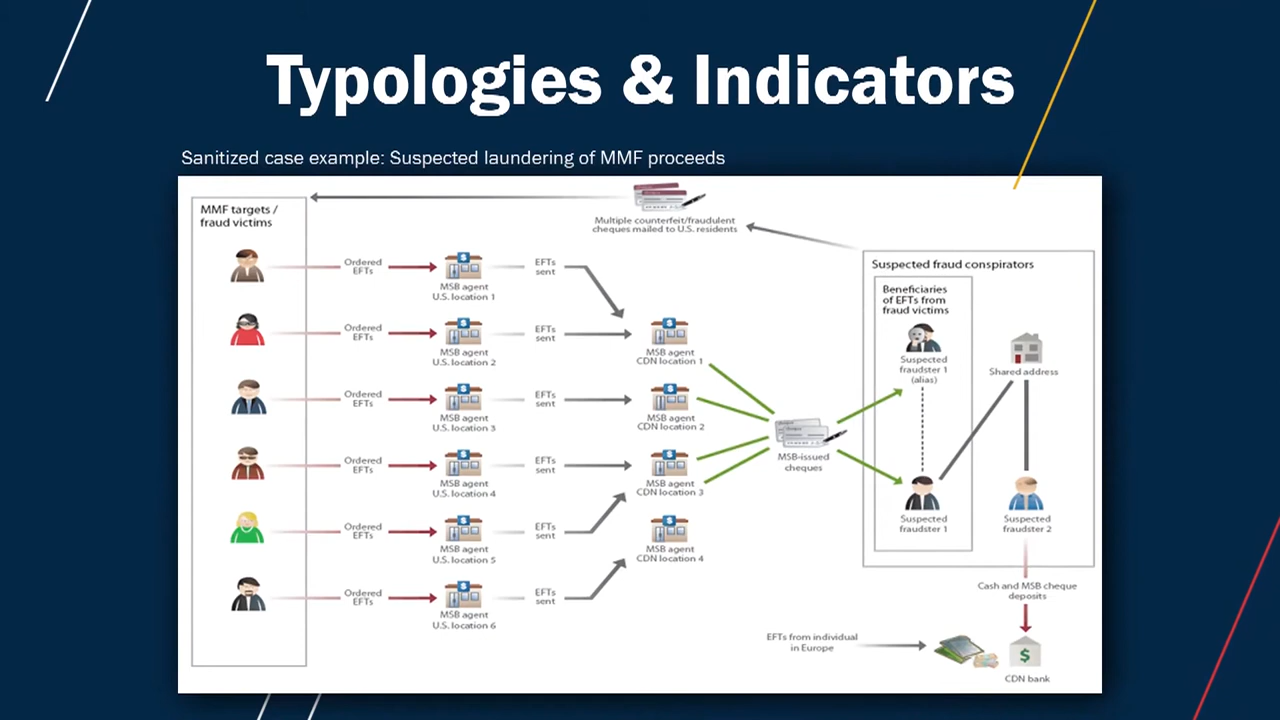 Typologies & Indicators
Sanitized case example: Suspected laundering of MMF proceeds
MMF targets /
fraud victims
Multiple counterfeit/fraudulent
cheques mailed to U.S. residents
Suspected fraud conspirators
Beneficiaries
of EFTs from
fraud victims
Ordered
EFTs
MSB agent
U.S. location 1
EFTs
sent
Ordered
EFTs
MSB agent
U.S. location 2
EFTs
sent
MSB agent
CDN location 1
Ordered
EFTs
MSB agent
U.S. location 3
EFTs
sent
MSB agent
CDN location 2
Ordered
EFTs
MSB agent
U.S. location 4
EFTs
sent
MSB agent
CDN location 3
Ordered
EFTs
MSB agent
U.S. location 5
EFTs
sent
MSB agent
CDN location 4
Ordered
EFTs
MSB agent
U.S. location 6
EFTs
sent
MSB-issued
cheques
Suspected
fraudster 1
(alias)
Shared address
Suspected
fraudster 1
Suspected
fraudster 2
Cash and MSB cheque
deposits
EFTs from individual
in Europe
$
CDN bank